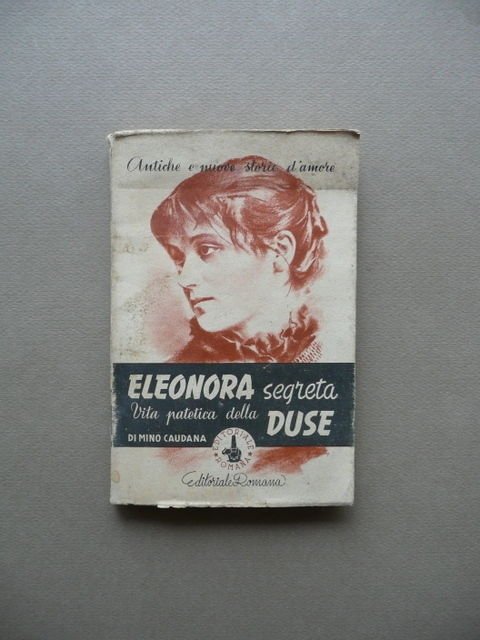 Antiche e nuove storie d'amore
ELEONORA segreta
Vita patetica della DUSE
DI MINO CAUDANA
EDITORIALE ROMANA
Editoriale Romana